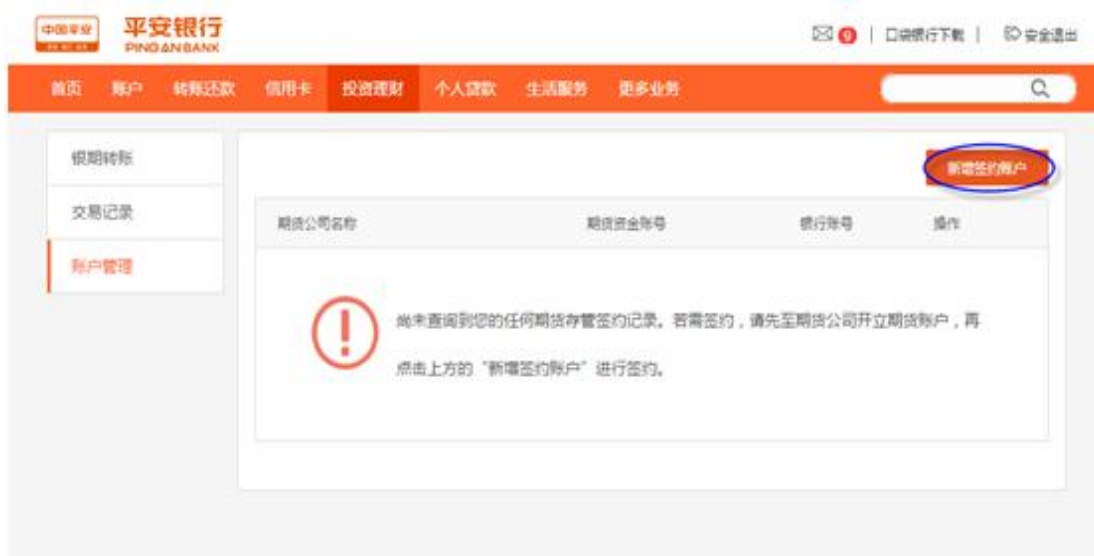 中国平安
平安银行
PING AN BANK
9 | 口袋银行下载 | 安全退出
首页 账户 转账还款 信用卡 投资理财 个人贷款 生活服务 更多业务
银期转账
交易记录
账户管理
新增签约账户
期货公司名称 期货资金账号 银行账号 操作
尚未查询到您的任何期货存管签约记录。若需签约，请先至期货公司开立期货账户，再
点击上方的“新增签约账户”进行签约。